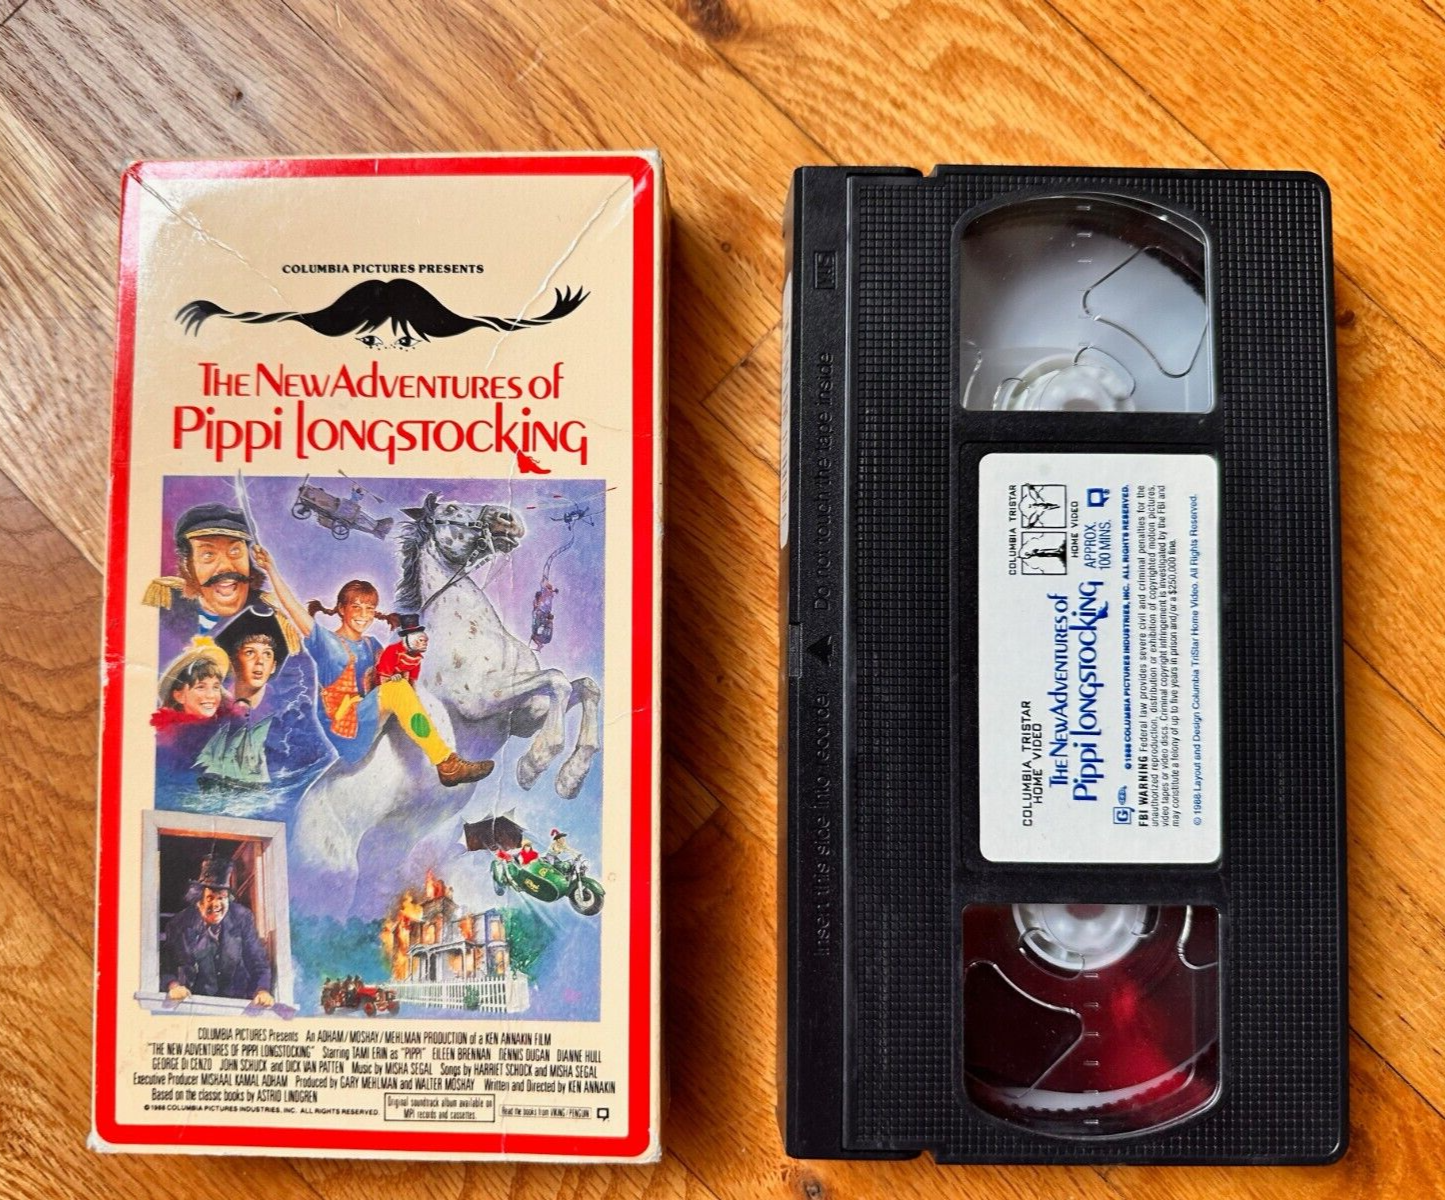 COLUMBIA PICTURES PRESENTS
THE NEW ADVENTURES OF
Pippi LONGSTOCKING
COLUMBIA PICTURES Presents An ADHAM/MOSHAY/MEHLMAN PRODUCTION of a KEN ANNAKIN FILM
"THE NEW ADVENTURES OF PIPPI LONGSTOCKING" Starring TAMI ERIN as "PIPPI" EILEEN BRENNAN DENNIS DUGAN DIANNE HULL
GEORGE DI CENZO JOHN SCHUCK and DICK VAN PATTEN Music by MISHA SEGAL Songs by HARRIET SCHOCK and MISHA SEGAL
Executive Producer MISHAAL KAMAL ADHAM Produced by GARY MEHLMAN and WALTER MOSHAY Written and Directed by KEN ANNAKIN
Based on the classic books by ASTRID LINDGREN
© 1988 COLUMBIA PICTURES INDUSTRIES, INC. ALL RIGHTS RESERVED.
Original soundtrack album available on
MPI records and cassettes.
Read the books from VIKING/PENGUIN
VHS
Do not touch the tape inside
Insert this side into recorder
COLUMBIA TRISTAR
HOME VIDEO
COLUMBIA TRISTAR
HOME VIDEO
THE NEW ADVENTURES OF
Pippi LONGSTOCKING
APPROX.
100 MINS.
G
© 1988 COLUMBIA PICTURES INDUSTRIES, INC. ALL RIGHTS RESERVED.
FBI WARNING Federal law provides severe civil and criminal penalties for the
unauthorized reproduction, distribution or exhibition of copyrighted motion pictures,
video tapes or video discs. Criminal copyright infringement is investigated by the FBI and
may constitute a felony of up to five years in prison and/or a $250,000 fine.
© 1988 Layout and Design Columbia TriStar Home Video. All Rights Reserved.